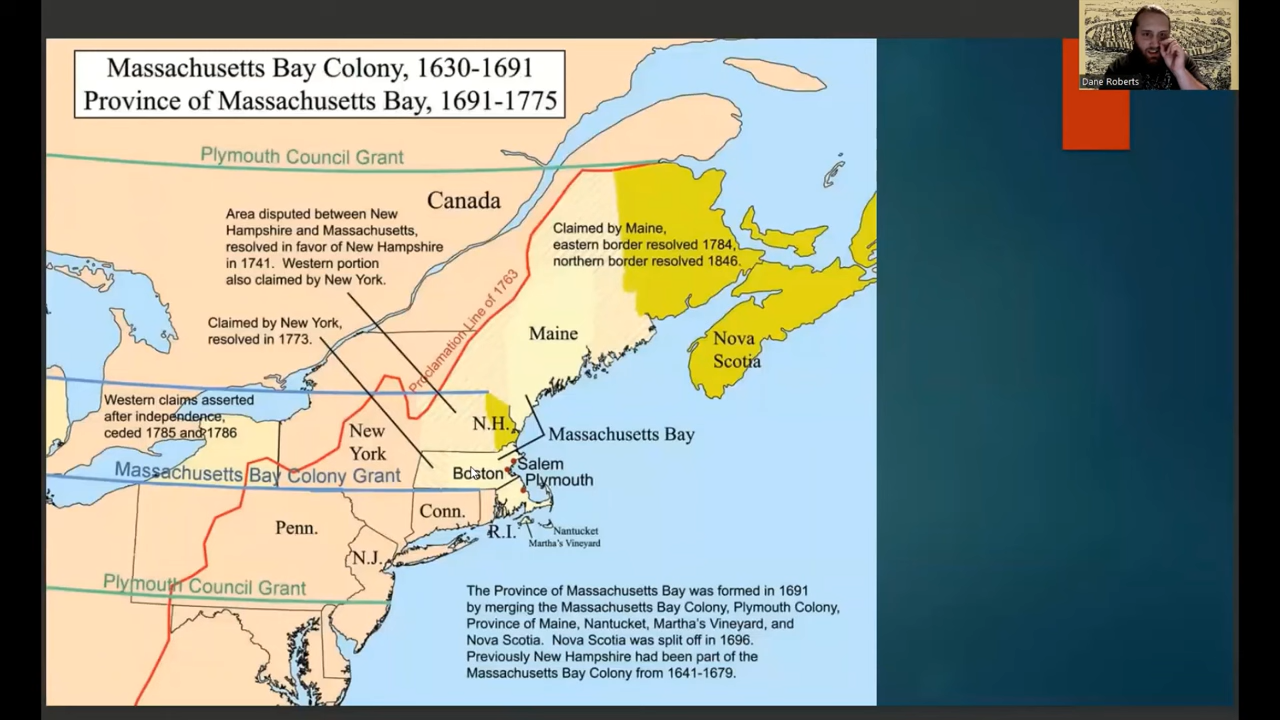 Massachusetts Bay Colony, 1630-1691
Province of Massachusetts Bay, 1691-1775
Dane Roberts
Plymouth Council Grant
Canada
Area disputed between New
Hampshire and Massachusetts,
resolved in favor of New Hampshire
in 1741. Western portion
also claimed by New York.
Claimed by Maine,
eastern border resolved 1784,
northern border resolved 1846.
Proclamation Line of 1763
Claimed by New York,
resolved in 1773.
Maine
Nova
Scotia
Western claims asserted
after independence,
ceded 1785 and 1786
New
York
N.H.
Massachusetts Bay
Massachusetts Bay Colony Grant
Boston
Salem
Plymouth
Conn.
R.I.
Nantucket
Martha's Vineyard
Penn.
N.J.
Plymouth Council Grant
The Province of Massachusetts Bay was formed in 1691
by merging the Massachusetts Bay Colony, Plymouth Colony,
Province of Maine, Nantucket, Martha's Vineyard, and
Nova Scotia. Nova Scotia was split off in 1696.
Previously New Hampshire had been part of the
Massachusetts Bay Colony from 1641-1679.